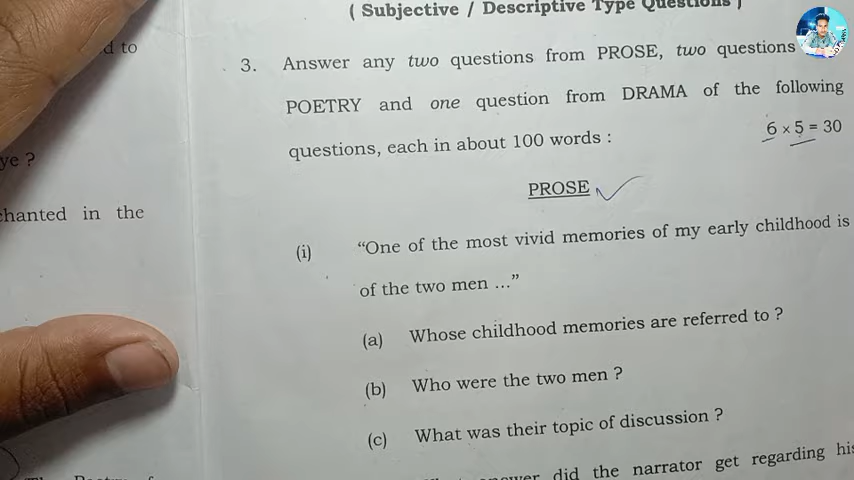 ( Subjective / Descriptive Type Questions )
d to
3. Answer any two questions from PROSE, two questions
POETRY and one question from DRAMA of the following
questions, each in about 100 words :
6 × 5 = 30
ye ?
PROSE
chanted in the
(i) “One of the most vivid memories of my early childhood is
of the two men ...”
(a) Whose childhood memories are referred to ?
(b) Who were the two men ?
(c) What was their topic of discussion ?
did the narrator get regarding his